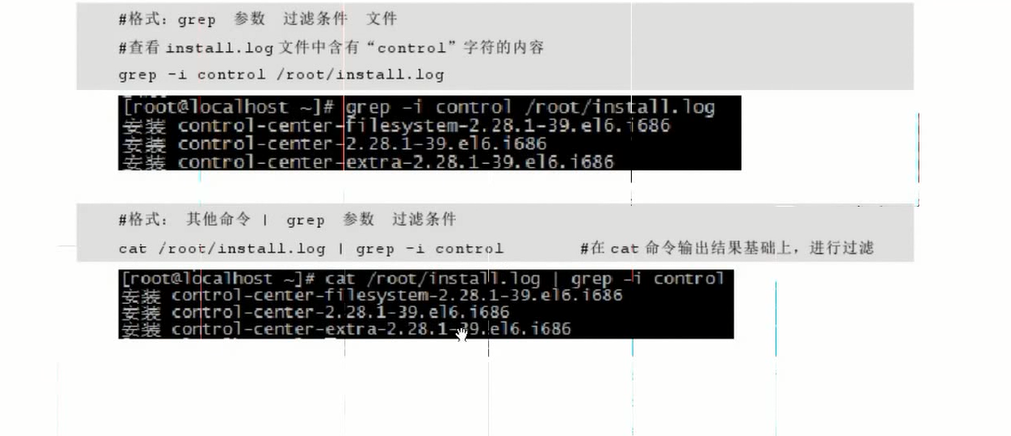 #格式：grep 参数 过滤条件 文件
#查看 install.log 文件中含有“control”字符的内容
grep -i control /root/install.log
[root@localhost ~]# grep -i control /root/install.log
安装 control-center-filesystem-2.28.1-39.el6.i686
安装 control-center-2.28.1-39.el6.i686
安装 control-center-extra-2.28.1-39.el6.i686
#格式： 其他命令 | grep 参数 过滤条件
cat /root/install.log | grep -i control #在 cat 命令输出结果基础上，进行过滤
[root@localhost ~]# cat /root/install.log | grep -i control
安装 control-center-filesystem-2.28.1-39.el6.i686
安装 control-center-2.28.1-39.el6.i686
安装 control-center-extra-2.28.1-39.el6.i686